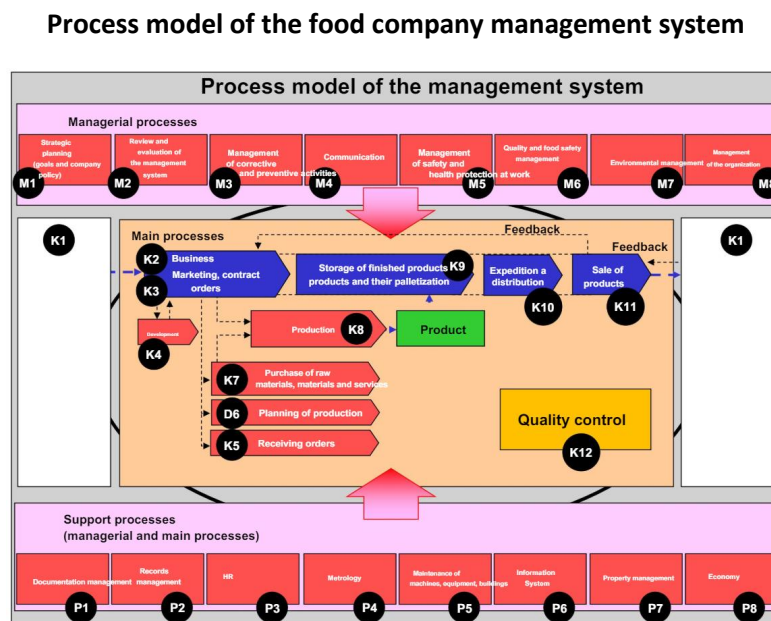 Process model of the food company management system
Process model of the management system
Managerial processes
Strategic
planning
(goals and company
policy)
M1
Review and
evaluation of
the management
system
M2
Management
of corrective
and preventive activities
M3
Communication
M4
Management
of safety and
health protection at work
M5
Quality and food safety
management
M6
Environmental management
M7
Management
of the organization
M8
K1
Main processes
Feedback
Feedback
K1
K2
Business
Marketing, contract
orders
K3
Storage of finished products
products and their palletization
K9
Expedition a
distribution
K10
Sale of
products
K11
Development
K4
Production
K8
Product
K7
Purchase of raw
materials, materials and services
D6
Planning of production
K5
Receiving orders
Quality control
K12
Support processes
(managerial and main processes)
Documentation management
P1
Records
management
P2
HR
P3
Metrology
P4
Maintanance of
machines, equipment, buildings
P5
Information
System
P6
Property management
P7
Economy
P8